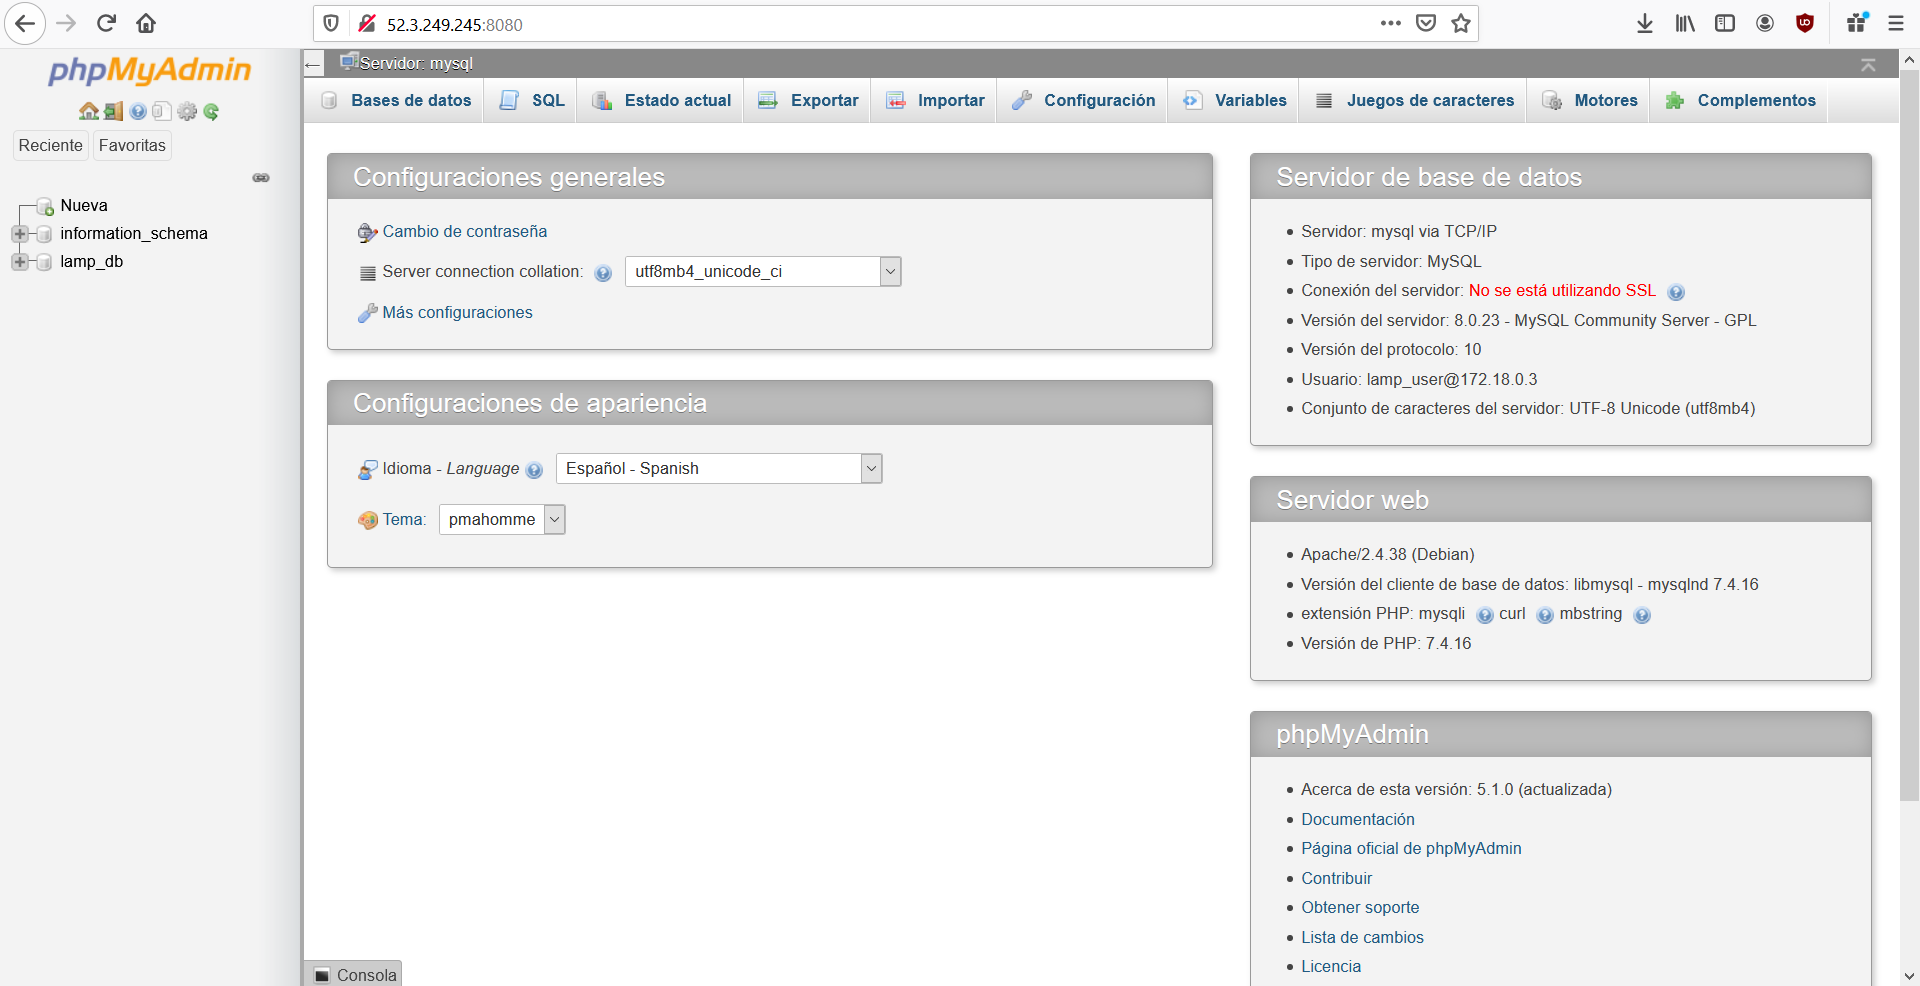 52.3.249.245:8080
phpMyAdmin
Reciente
Favoritas
Nueva
information_schema
lamp_db
Servidor: mysql
Bases de datos
SQL
Estado actual
Exportar
Importar
Configuración
Variables
Juegos de caracteres
Motores
Complementos
Configuraciones generales
Cambio de contraseña
Server connection collation:
utf8mb4_unicode_ci
Más configuraciones
Configuraciones de apariencia
Idioma - Language
Español - Spanish
Tema:
pmahomme
Servidor de base de datos
Servidor: mysql via TCP/IP
Tipo de servidor: MySQL
Conexión del servidor: No se está utilizando SSL
Versión del servidor: 8.0.23 - MySQL Community Server - GPL
Versión del protocolo: 10
Usuario: lamp_user@172.18.0.3
Conjunto de caracteres del servidor: UTF-8 Unicode (utf8mb4)
Servidor web
Apache/2.4.38 (Debian)
Versión del cliente de base de datos: libmysql - mysqlnd 7.4.16
extensión PHP: mysqli curl mbstring
Versión de PHP: 7.4.16
phpMyAdmin
Acerca de esta versión: 5.1.0 (actualizada)
Documentación
Página oficial de phpMyAdmin
Contribuir
Obtener soporte
Lista de cambios
Licencia
Consola